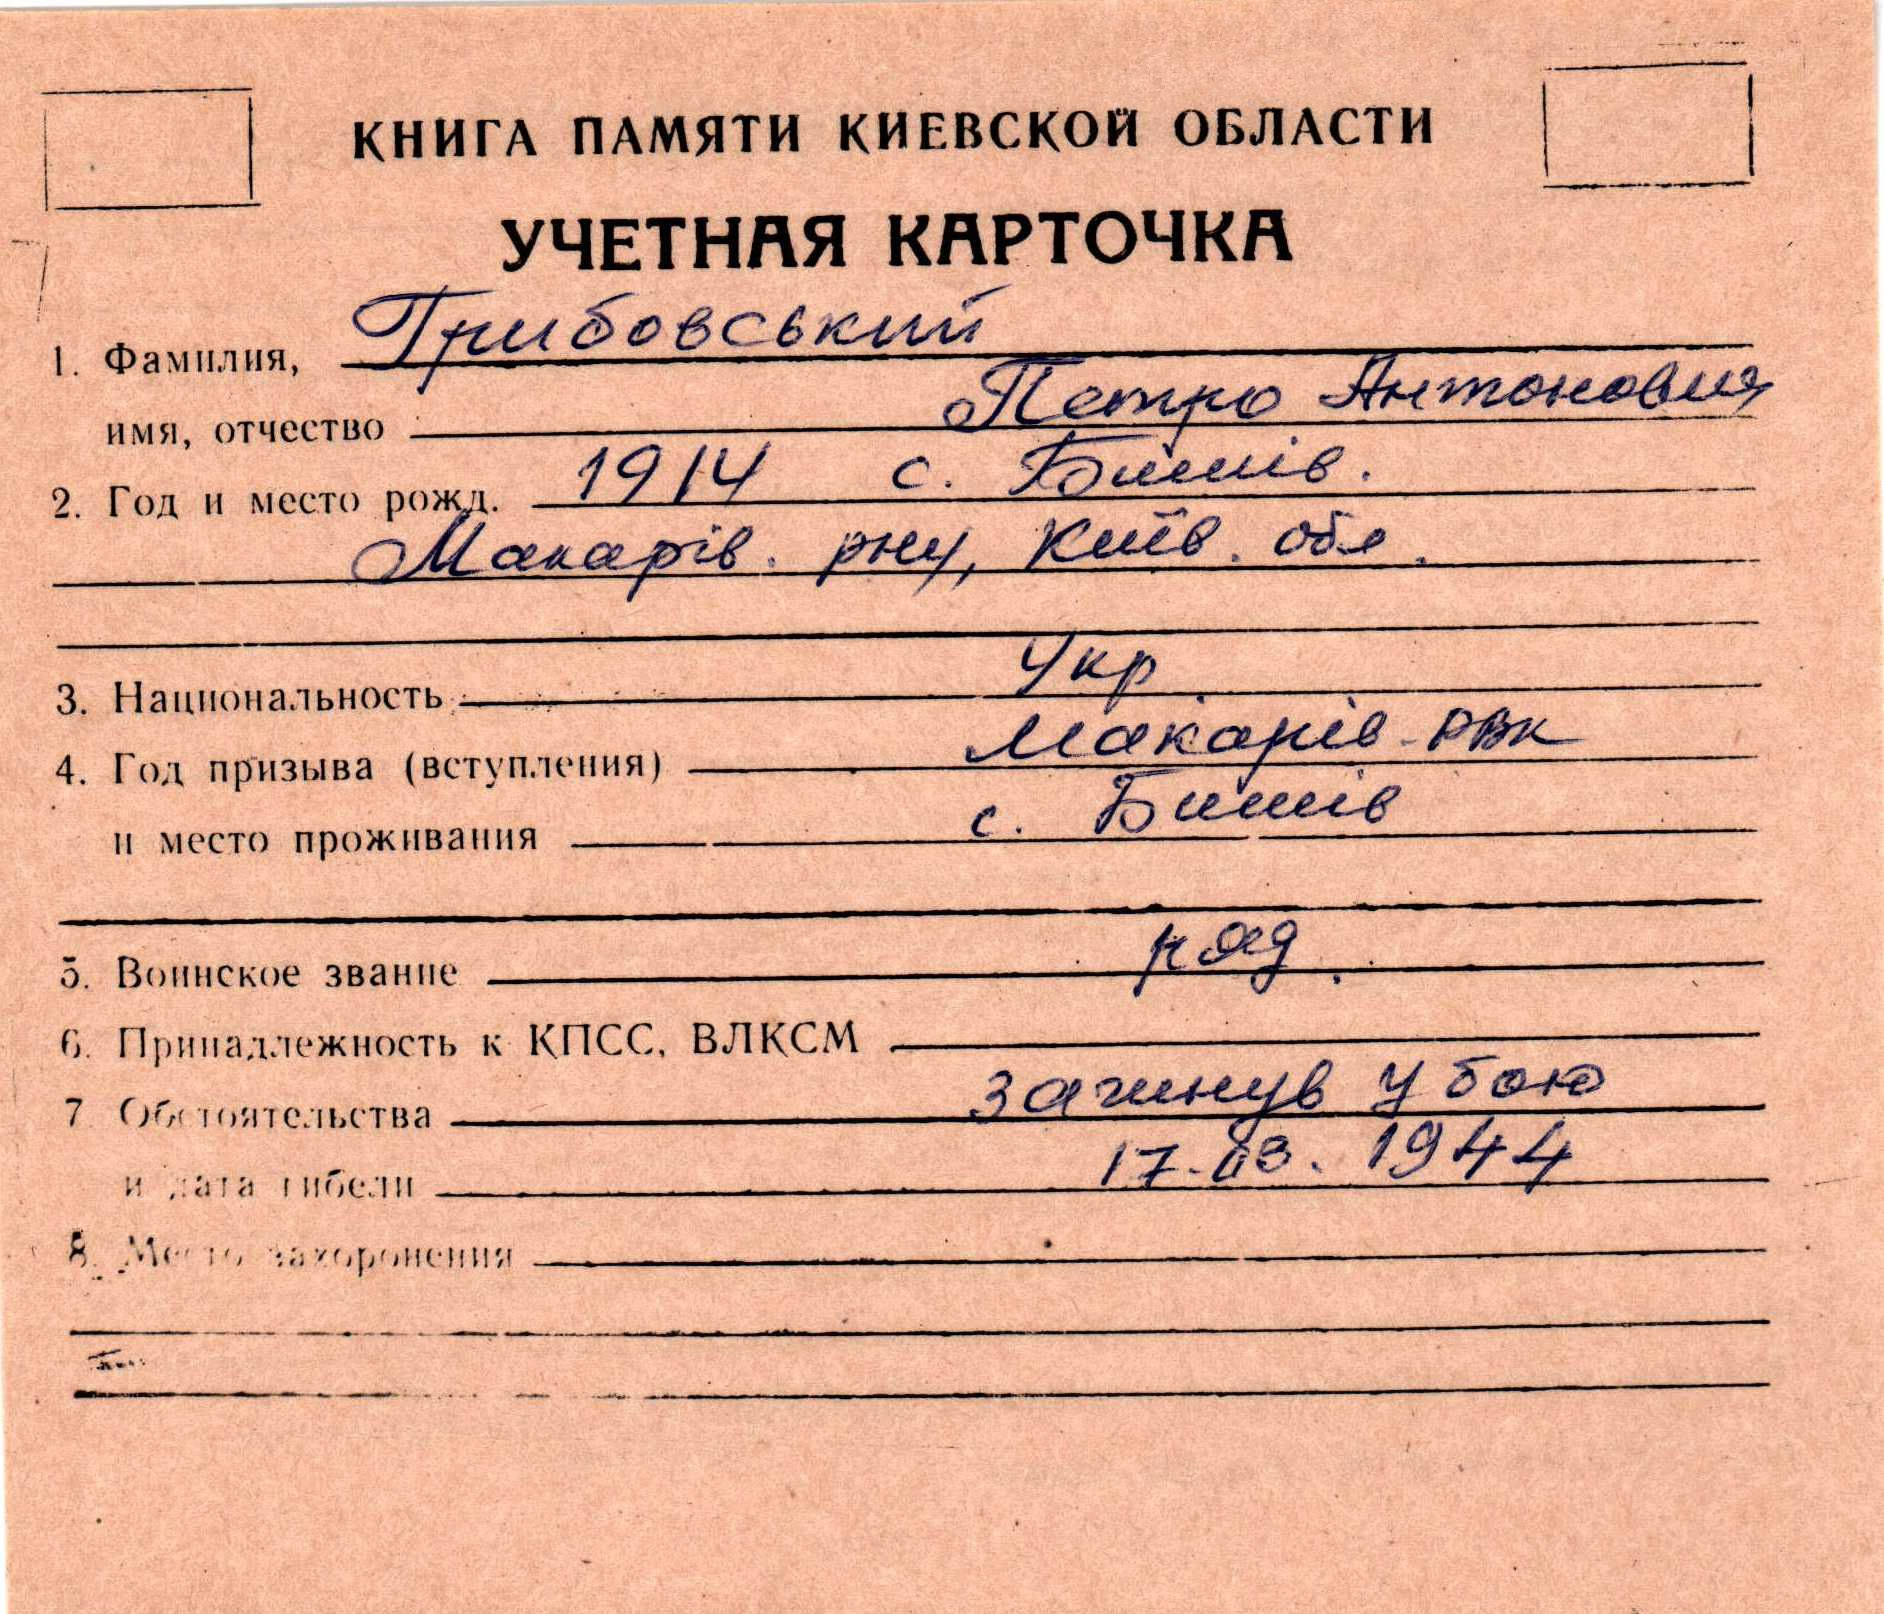 КНИГА ПАМЯТИ КИЕВСКОЙ ОБЛАСТИ
УЧЕТНАЯ КАРТОЧКА
1. Фамилия, Грибовський
имя, отчество Петро Антонович
2. Год и место рожд. 1914 с. Бишів.
Макарів. р-ну, Київ. обл.
3. Национальность Укр.
4. Год призыва (вступления) Макарів. РВК
и место проживания с. Бишів
5. Воинское звание ряд.
6. Принадлежность к КПСС, ВЛКСМ
7. Обстоятельства загинув у бою
и дата гибели 17.03.1944
8. Место захоронения